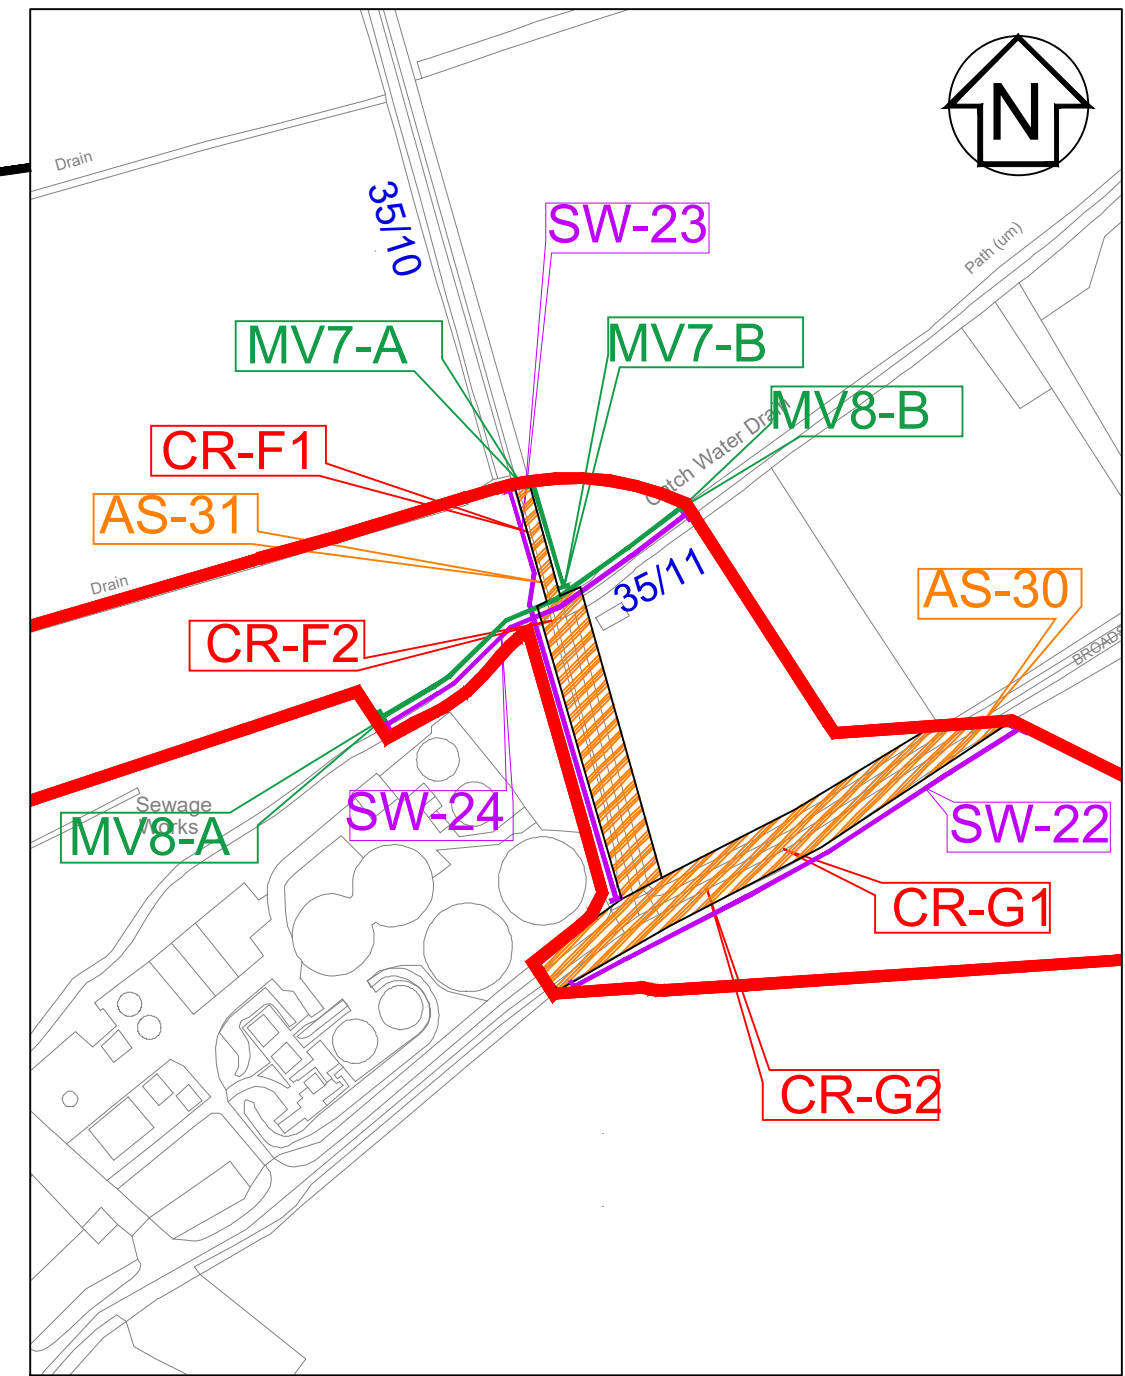 N
Drain
35/10
SW-23
Path (um)
MV7-A
MV7-B
MV8-B
Catch Water Drain
CR-F1
AS-31
35/11
AS-30
Drain
CR-F2
BROADS
Sewage
Works
SW-24
MV8-A
SW-22
CR-G1
CR-G2